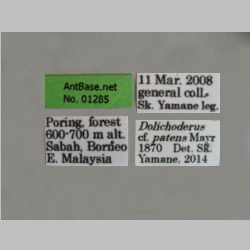 AntBase.net
No. 01285
11 Mar. 2008
general coll.
Sk. Yamane leg.
Poring, forest
600-700 m alt.
Sabah, Borneo
E. Malaysia
Dolichoderus
cf. patens Mayr
1870 Det. SK.
Yamane, 2014